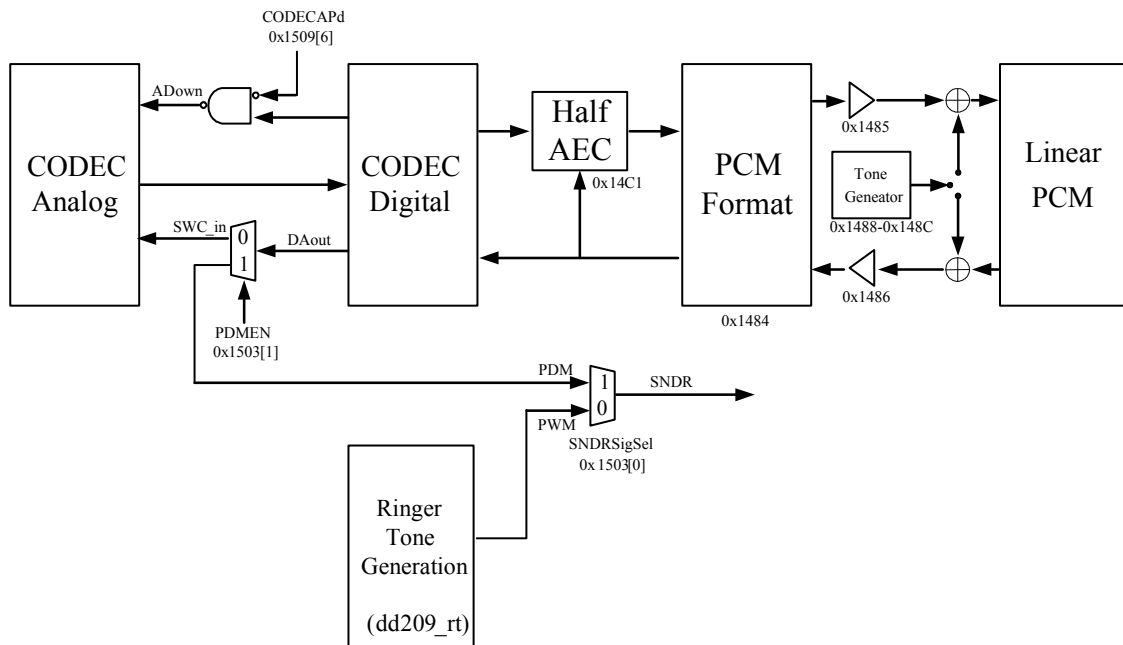 CODECAPd
0x1509[6]
ADown
CODEC
Analog
CODEC
Digital
Half
AEC
0x14C1
PCM
Format
0x1484
0x1485
Tone
Geneator
0x1488-0x148C
0x1486
Linear
PCM
SWC_in
0
1
DAout
PDMEN
0x1503[1]
PDM
PWM
1
0
SNDR
SNDRSigSel
0x1503[0]
Ringer
Tone
Generation
(dd209_rt)